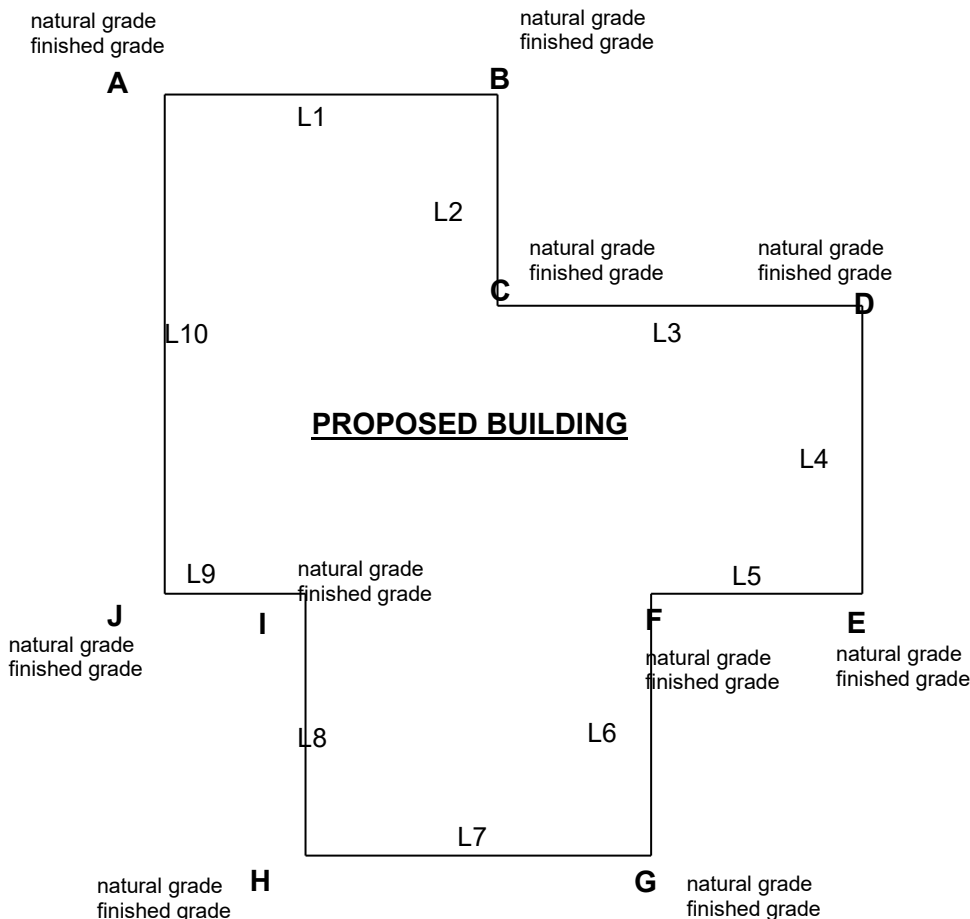 natural grade
finished grade
natural grade
finished grade
A
B
L1
L2
natural grade
finished grade
natural grade
finished grade
C
D
L10
L3
PROPOSED BUILDING
L4
L9
natural grade
finished grade
L5
J
I
F
E
natural grade
finished grade
natural grade
finished grade
natural grade
finished grade
L8
L6
L7
natural grade
finished grade
H
G
natural grade
finished grade